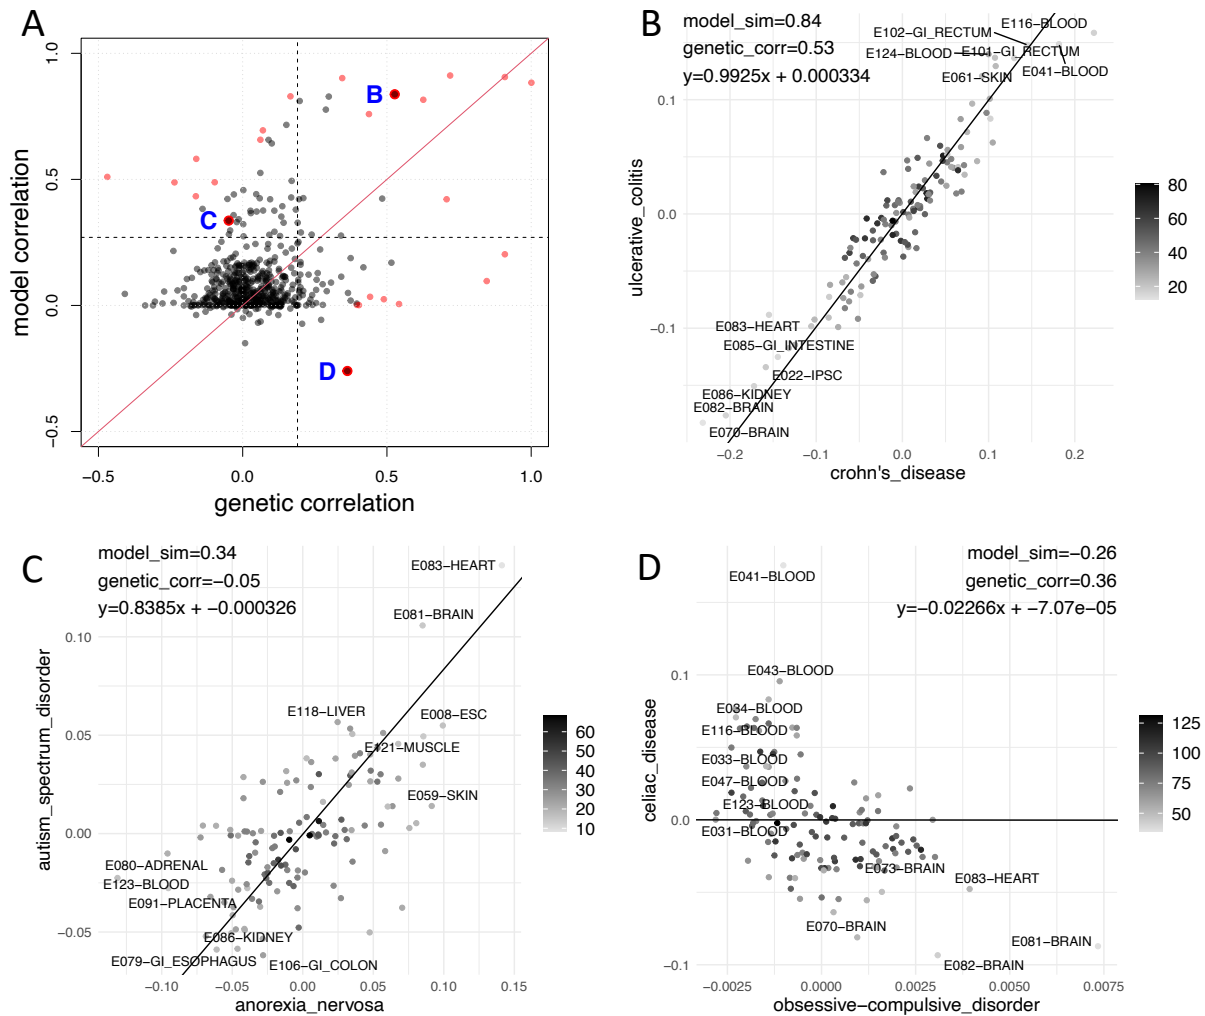 A
1.0
0.5
0.0
−0.5
model correlation
B
C
D
−0.5
0.0
0.5
1.0
genetic correlation
B
model_sim=0.84
genetic_corr=0.53
y=0.9925x + 0.000334
E116−BLOOD
E102−GI_RECTUM
E124−BLOOD
E101−GI_RECTUM
E041−BLOOD
E061−SKIN
0.1
0.0
−0.1
ulcerative_colitis
E083−HEART
E085−GI_INTESTINE
E022−IPSC
E086−KIDNEY
E082−BRAIN
E070−BRAIN
−0.2
−0.1
0.0
0.1
0.2
crohn's_disease
80
60
40
20
C
model_sim=0.34
genetic_corr=−0.05
y=0.8385x + −0.000326
E083−HEART
E081−BRAIN
E118−LIVER
E008−ESC
E121−MUSCLE
E059−SKIN
E080−ADRENAL
E123−BLOOD
E091−PLACENTA
E086−KIDNEY
E079−GI_ESOPHAGUS
E106−GI_COLON
0.10
0.05
0.00
−0.05
autism_spectrum_disorder
−0.10
−0.05
0.00
0.05
0.10
0.15
anorexia_nervosa
60
50
40
30
20
10
D
model_sim=−0.26
genetic_corr=0.36
y=−0.02266x + −7.07e−05
E041−BLOOD
E043−BLOOD
E034−BLOOD
E116−BLOOD
E033−BLOOD
E047−BLOOD
E123−BLOOD
E031−BLOOD
E073−BRAIN
E083−HEART
E070−BRAIN
E081−BRAIN
E082−BRAIN
0.1
0.0
−0.1
celiac_disease
−0.0025
0.0000
0.0025
0.0050
0.0075
obsessive−compulsive_disorder
125
100
75
50